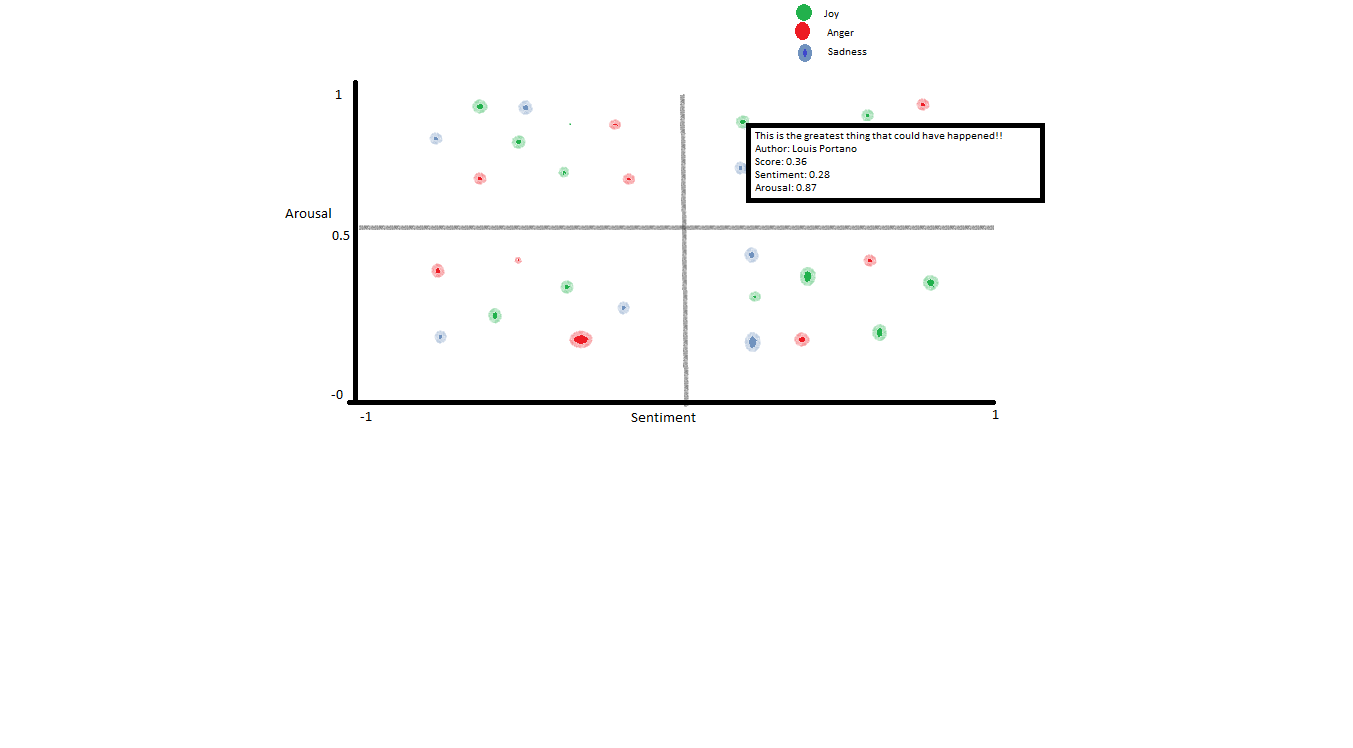 Joy
Anger
Sadness
1
This is the greatest thing that could have happened!!
Author: Louis Portano
Score: 0.36
Sentiment: 0.28
Arousal: 0.87
Arousal
0.5
-0
-1
Sentiment
1